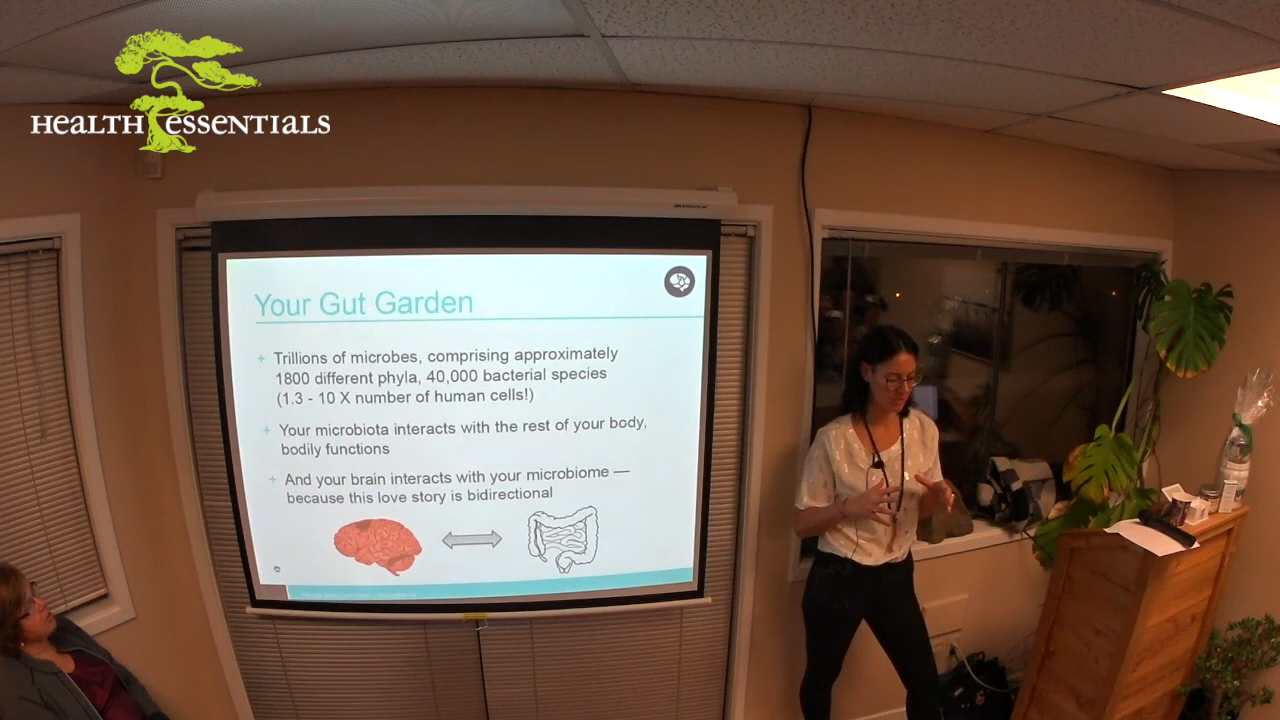 HEALTH ESSENTIALS
Your Gut Garden
+ Trillions of microbes, comprising approximately
1800 different phyla, 40,000 bacterial species
(1.3 - 10 X number of human cells!)
+ Your microbiota interacts with the rest of your body,
bodily functions
+ And your brain interacts with your microbiome —
because this love story is bidirectional